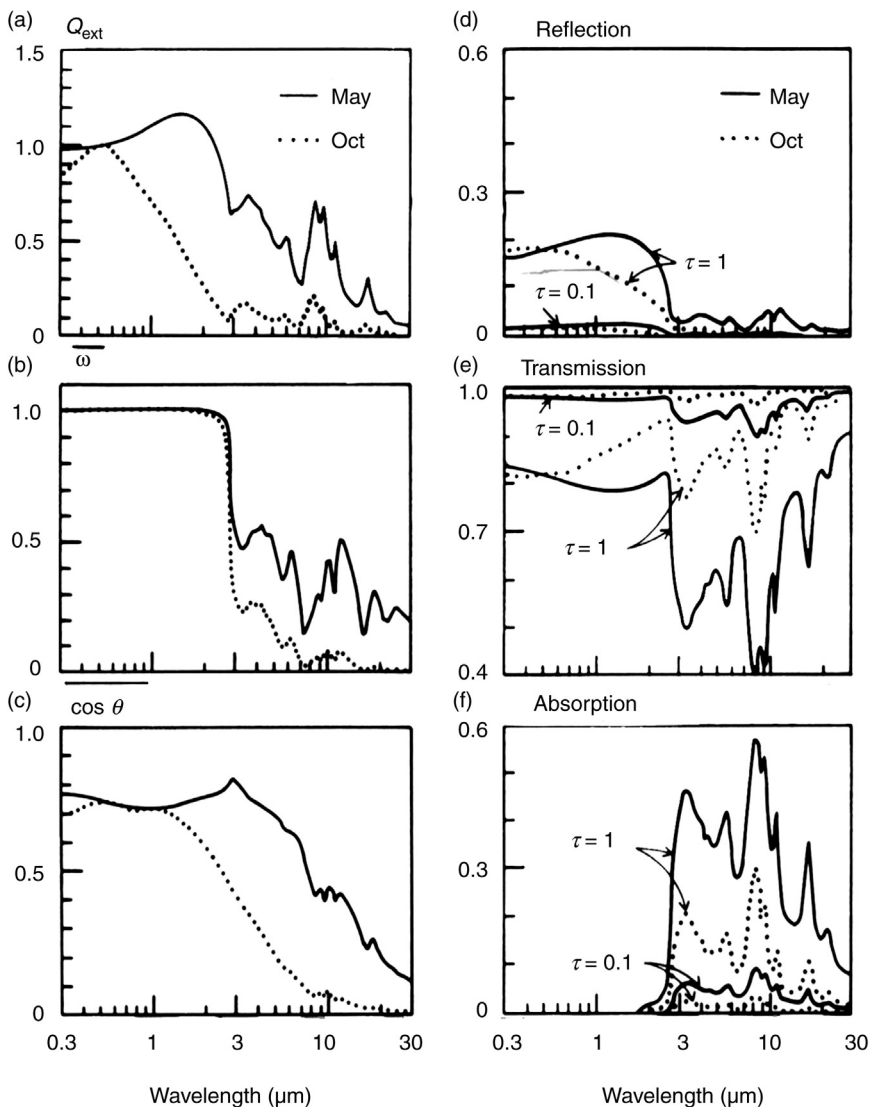 (a)
Q_ext
1.5
1.0
0.5
0
May
Oct
(b)
ω
1.0
0.5
0
(c)
cos θ
1.0
0.5
0
0.3
1
3
10
30
Wavelength (μm)
(d)
Reflection
0.6
0.3
0
May
Oct
τ = 1
τ = 0.1
(e)
Transmission
1.0
0.7
0.4
τ = 0.1
τ = 1
(f)
Absorption
0.6
0.3
0
τ = 1
τ = 0.1
0.3
1
3
10
30
Wavelength (μm)